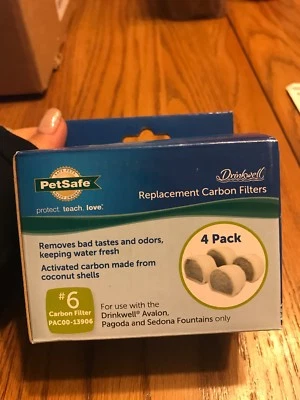 PetSafe
protect. teach. love.
Drinkwell
Replacement Carbon Filters
Removes bad tastes and odors,
keeping water fresh
Activated carbon made from
coconut shells
4 Pack
#6
Carbon Filter
PAC00-13906
For use with the
Drinkwell® Avalon,
Pagoda and Sedona Fountains only